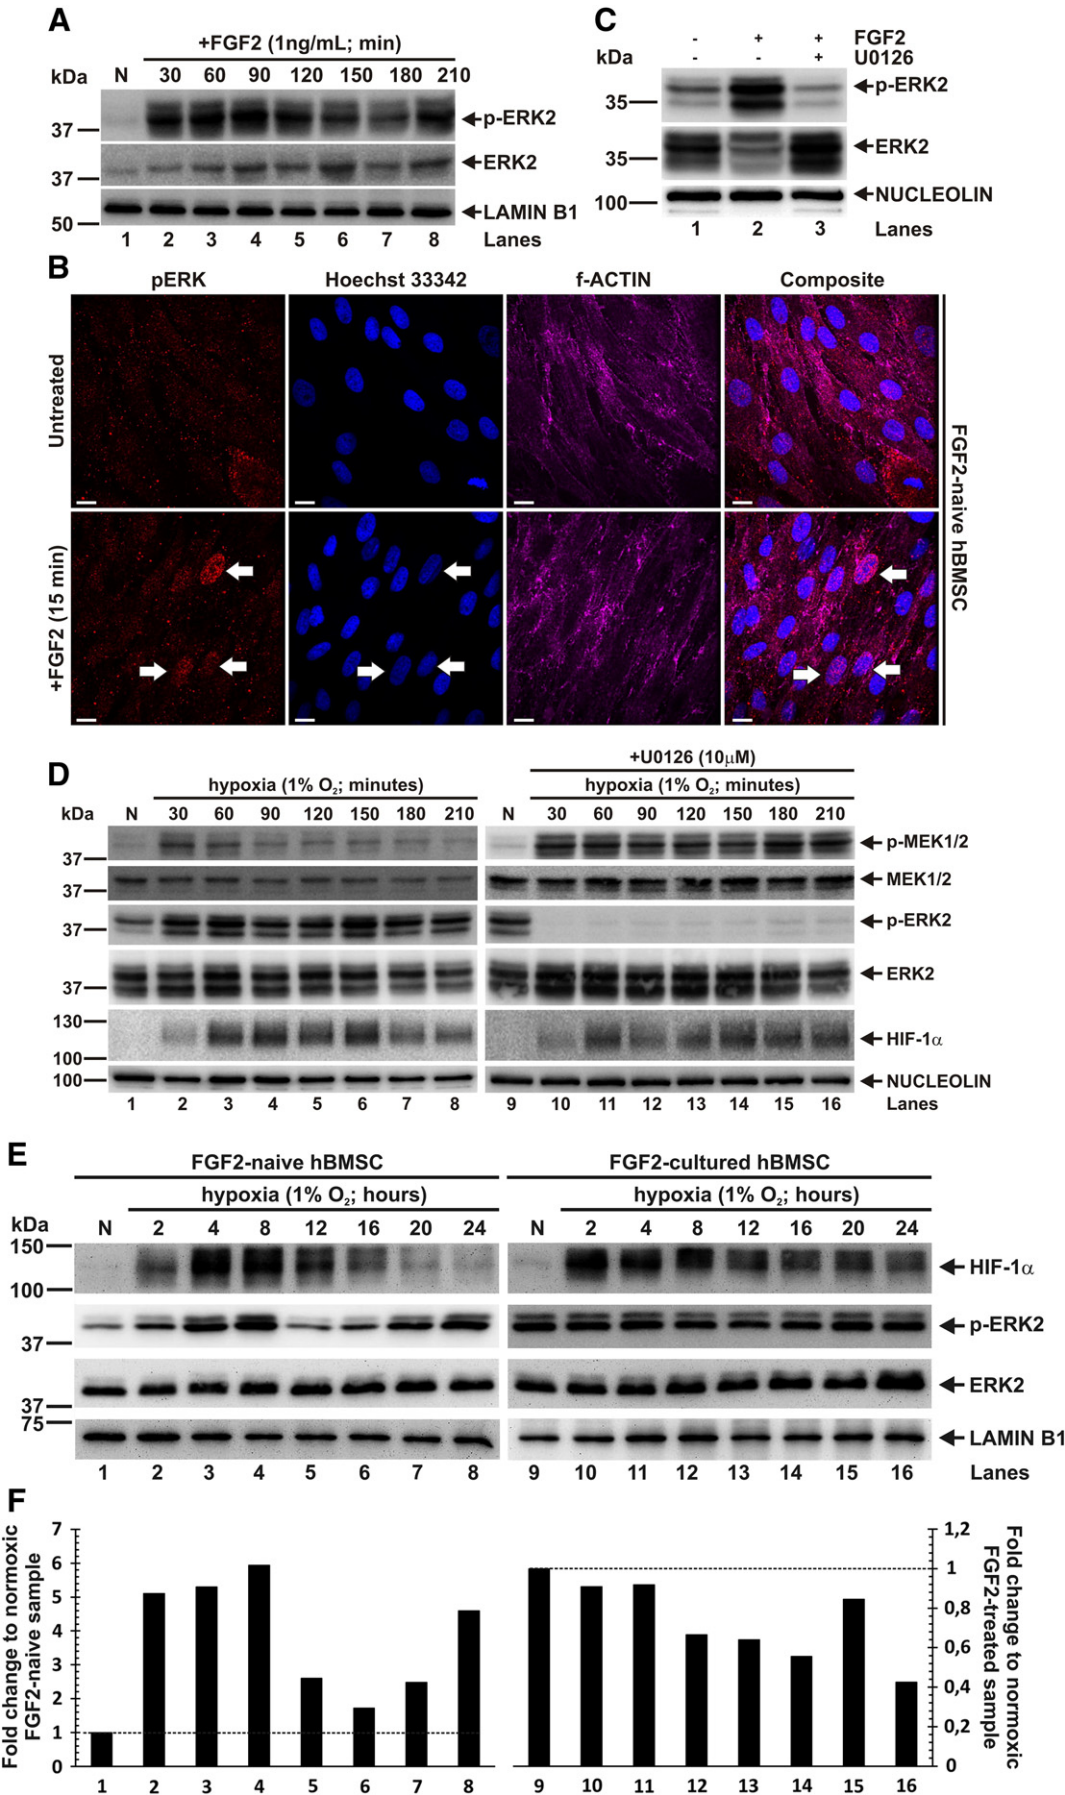 A
+FGF2 (1ng/mL; min)
kDa N 30 60 90 120 150 180 210
37 p-ERK2
37 ERK2
50 LAMIN B1
1 2 3 4 5 6 7 8 Lanes
C
- + + FGF2
- - + U0126
kDa
35 p-ERK2
35 ERK2
100 NUCLEOLIN
1 2 3 Lanes
B
pERK Hoechst 33342 f-ACTIN Composite
Untreated
+FGF2 (15 min)
FGF2-naive hBMSC
D
+U0126 (10µM)
hypoxia (1% O2; minutes) hypoxia (1% O2; minutes)
kDa N 30 60 90 120 150 180 210 N 30 60 90 120 150 180 210
37 p-MEK1/2
37 MEK1/2
37 p-ERK2
37 ERK2
130
100 HIF-1α
100 NUCLEOLIN
1 2 3 4 5 6 7 8 9 10 11 12 13 14 15 16 Lanes
E
FGF2-naive hBMSC FGF2-cultured hBMSC
hypoxia (1% O2; hours) hypoxia (1% O2; hours)
kDa N 2 4 8 12 16 20 24 N 2 4 8 12 16 20 24
150
100 HIF-1α
37 p-ERK2
37 ERK2
75 LAMIN B1
1 2 3 4 5 6 7 8 9 10 11 12 13 14 15 16 Lanes
F
Fold change to normoxic
FGF2-naive sample
7
6
5
4
3
2
1
0
1 2 3 4 5 6 7 8
1,2
1
0,8
0,6
0,4
0,2
0
9 10 11 12 13 14 15 16
Fold change to normoxic
FGF2-treated sample